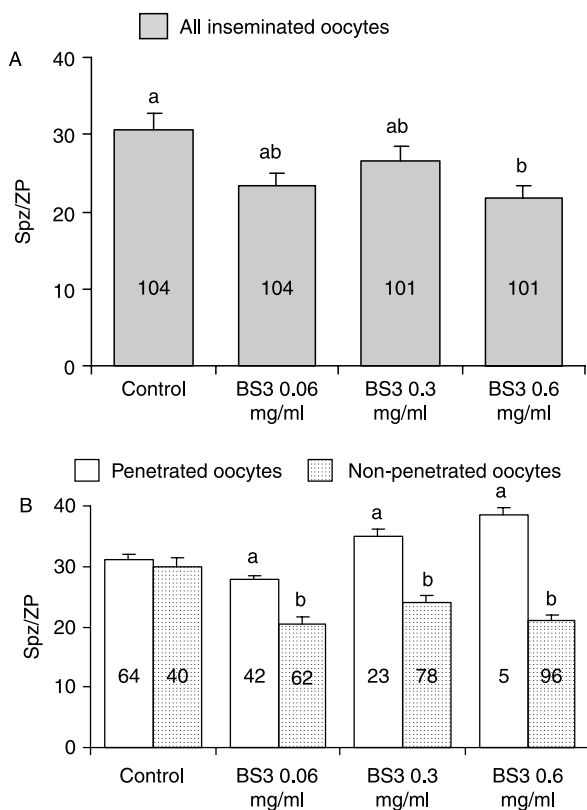 All inseminated oocytes
A
40
30
20
10
0
Spz/ZP
a
ab
ab
b
104
104
101
101
Control
BS3 0.06 mg/ml
BS3 0.3 mg/ml
BS3 0.6 mg/ml
Penetrated oocytes
Non-penetrated oocytes
B
40
30
20
10
0
Spz/ZP
a
b
a
b
a
b
64
40
42
62
23
78
5
96
Control
BS3 0.06 mg/ml
BS3 0.3 mg/ml
BS3 0.6 mg/ml